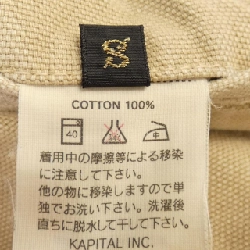 S
COTTON 100%
40
着用中の摩擦等による移染
に注意して下さい。
他の物に移染しますので単
独でお洗い下さい。洗濯後
直ちに脱水して干して下さい。
KAPITAL INC.